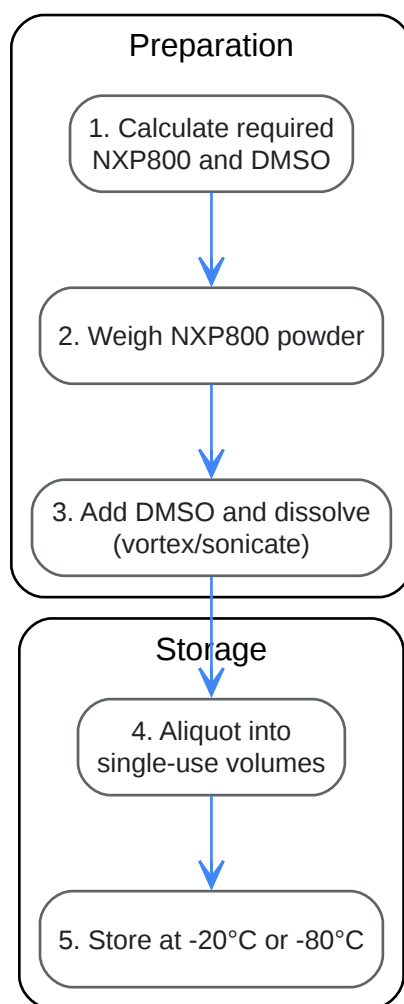 Preparation
1. Calculate required
NXP800 and DMSO
2. Weigh NXP800 powder
3. Add DMSO and dissolve
(vortex/sonicate)
Storage
4. Aliquot into
single-use volumes
5. Store at -20°C or -80°C